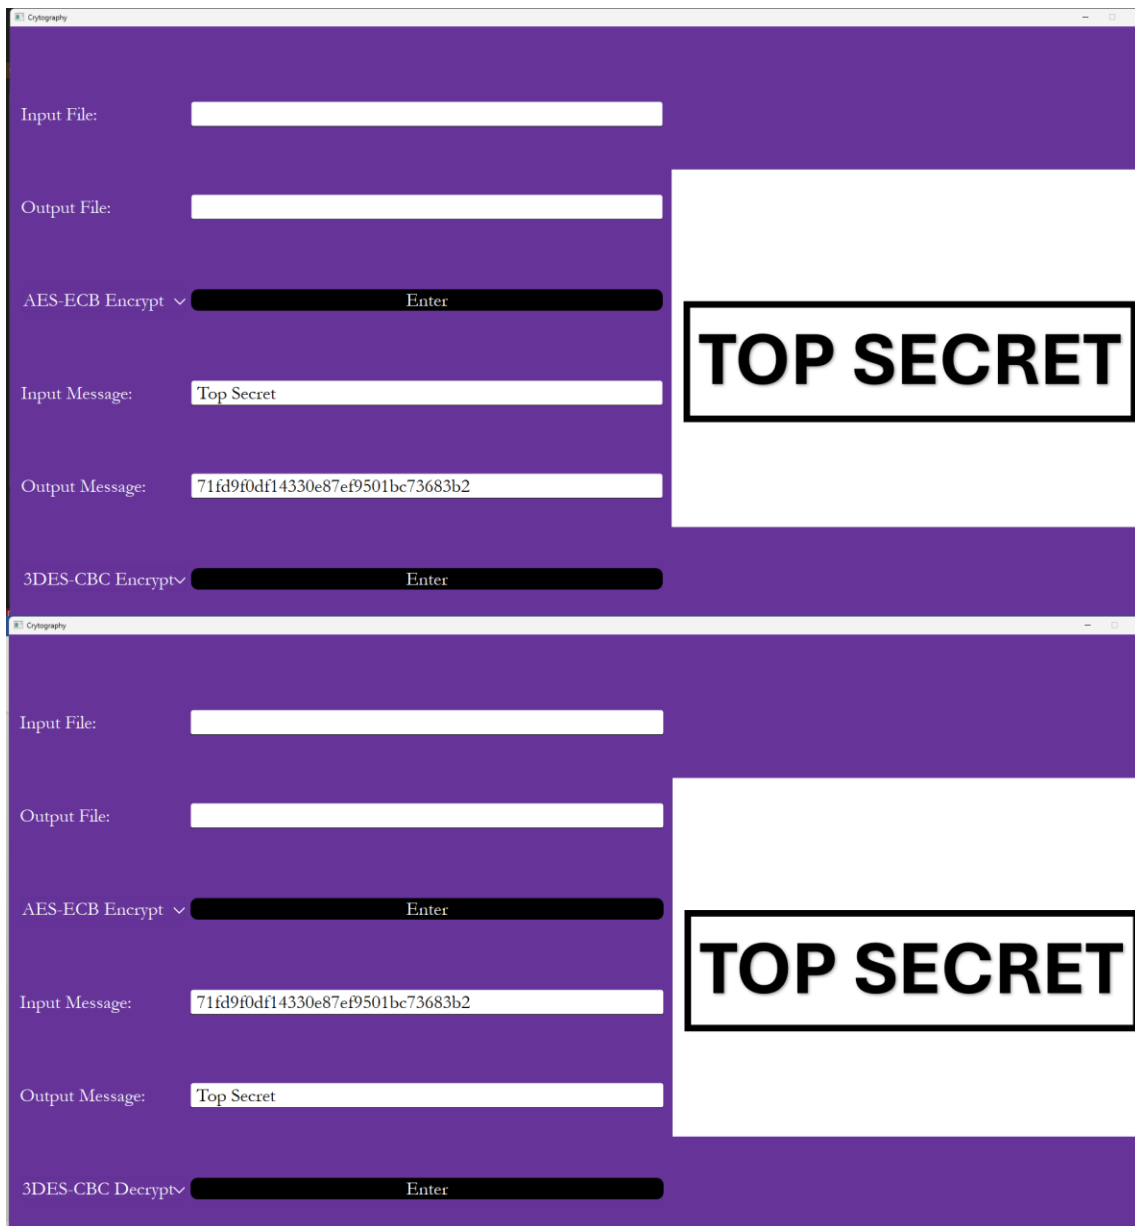 Crytography
Input File:
Output File:
AES-ECB Encrypt
Enter
TOP SECRET
Input Message:
Top Secret
Output Message:
71fd9f0df14330e87ef9501bc73683b2
3DES-CBC Encrypt
Enter
Crytography
Input File:
Output File:
AES-ECB Encrypt
Enter
TOP SECRET
Input Message:
71fd9f0df14330e87ef9501bc73683b2
Output Message:
Top Secret
3DES-CBC Decrypt
Enter